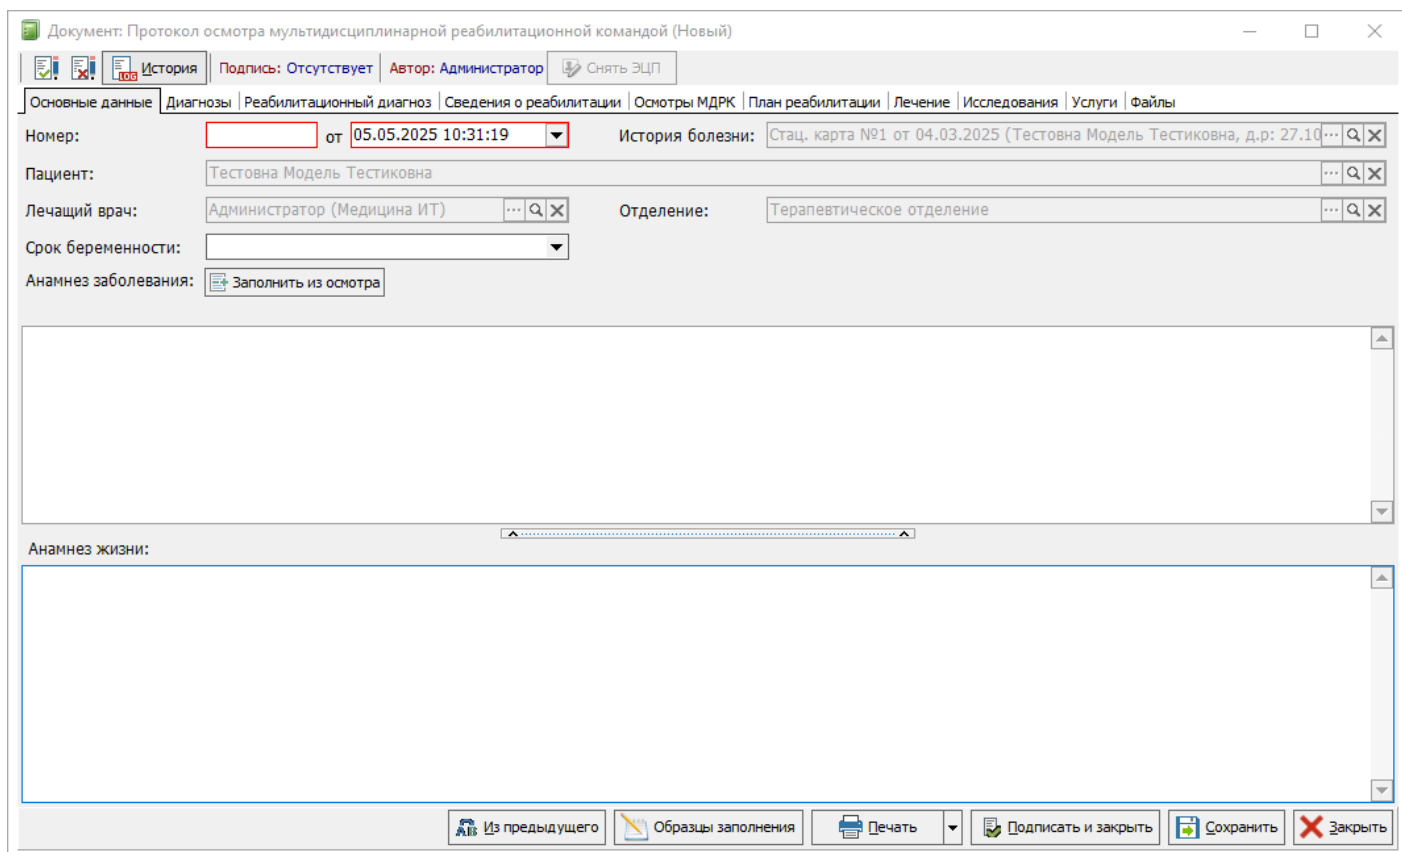 Документ: Протокол осмотра мультидисциплинарной реабилитационной командой (Новый)
LOG История Подпись: Отсутствует Автор: Администратор Снять ЭЦП
Основные данные Диагнозы Реабилитационный диагноз Сведения о реабилитации Осмотры МДРК План реабилитации Лечение Исследования Услуги Файлы
Номер: от 05.05.2025 10:31:19 История болезни: Стац. карта №1 от 04.03.2025 (Тестовна Модель Тестиковна, д.р: 27.10
Пациент: Тестовна Модель Тестиковна
Лечащий врач: Администратор (Медицина ИТ) Отделение: Терапевтическое отделение
Срок беременности:
Анамнез заболевания: Заполнить из осмотра
Анамнез жизни:
Из предыдущего Образцы заполнения Печать Подписать и закрыть Сохранить Закрыть